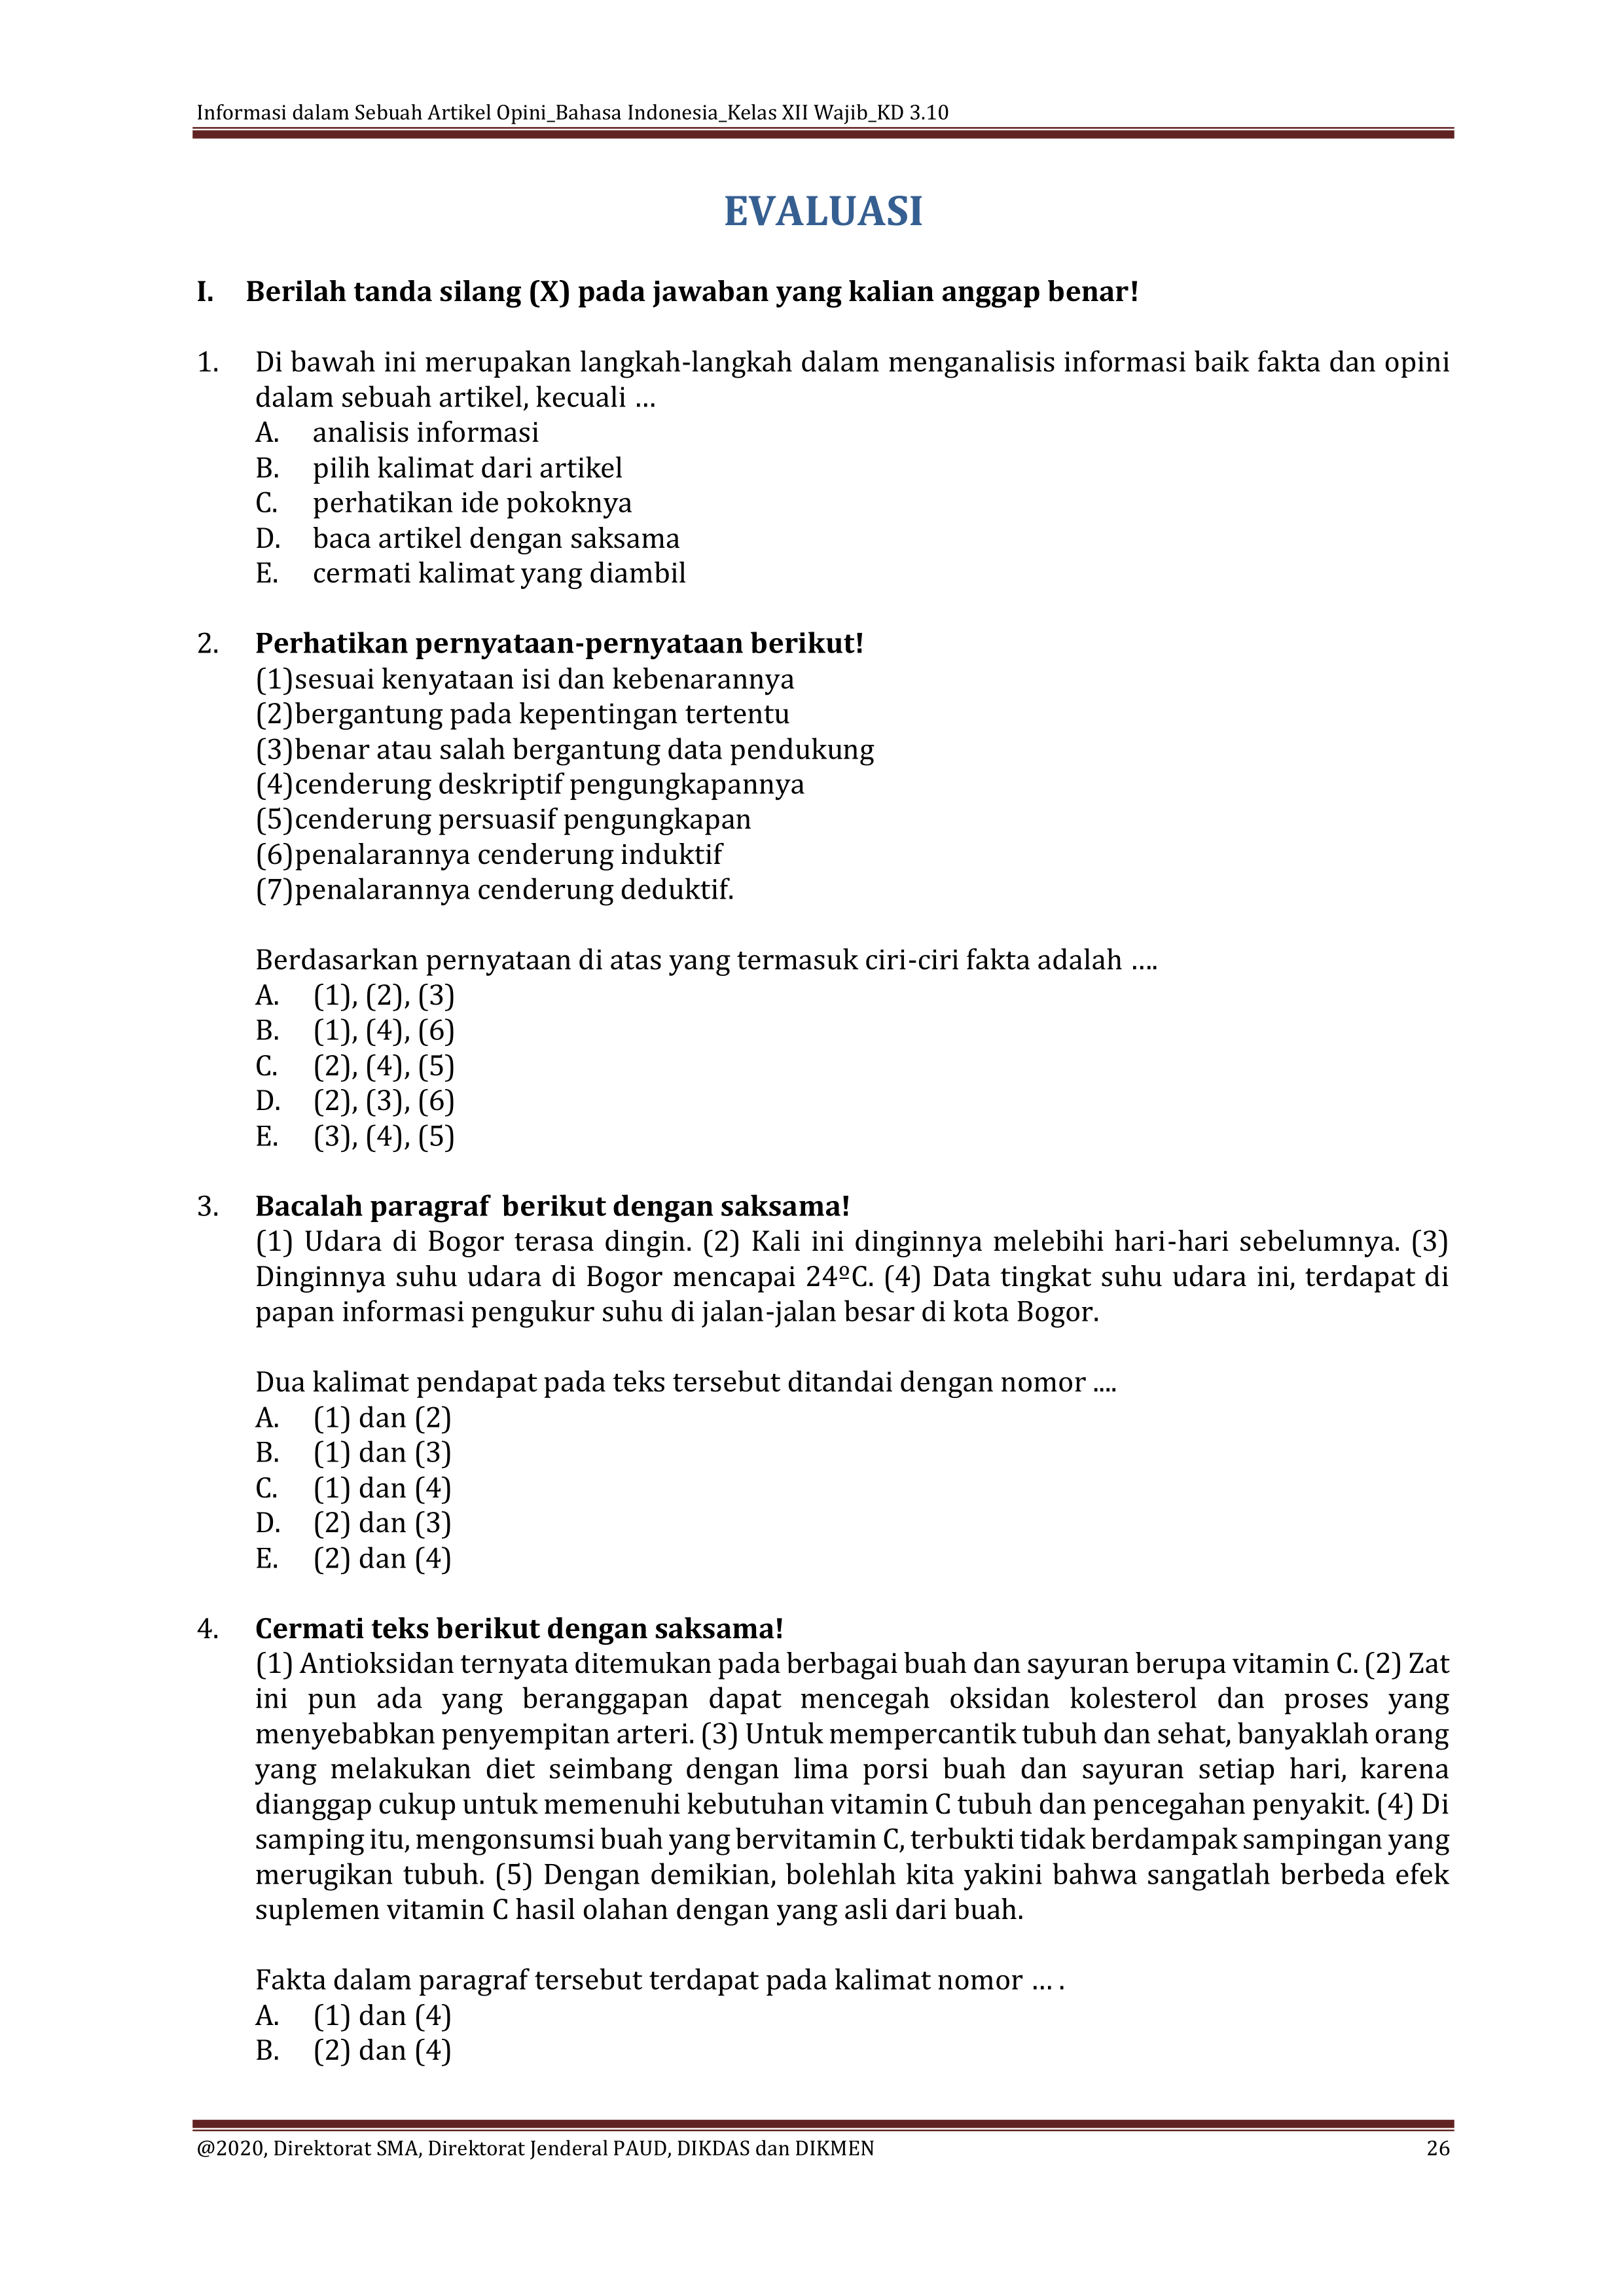 Informasi dalam Sebuah Artikel Opini_Bahasa Indonesia_Kelas XII Wajib_KD 3.10
EVALUASI
I. Berilah tanda silang (X) pada jawaban yang kalian anggap benar!
1. Di bawah ini merupakan langkah-langkah dalam menganalisis informasi baik fakta dan opini
dalam sebuah artikel, kecuali …
A. analisis informasi
B. pilih kalimat dari artikel
C. perhatikan ide pokoknya
D. baca artikel dengan saksama
E. cermati kalimat yang diambil
2. Perhatikan pernyataan-pernyataan berikut!
(1)sesuai kenyataan isi dan kebenarannya
(2)bergantung pada kepentingan tertentu
(3)benar atau salah bergantung data pendukung
(4)cenderung deskriptif pengungkapannya
(5)cenderung persuasif pengungkapan
(6)penalarannya cenderung induktif
(7)penalarannya cenderung deduktif.
Berdasarkan pernyataan di atas yang termasuk ciri-ciri fakta adalah ….
A. (1), (2), (3)
B. (1), (4), (6)
C. (2), (4), (5)
D. (2), (3), (6)
E. (3), (4), (5)
3. Bacalah paragraf berikut dengan saksama!
(1) Udara di Bogor terasa dingin. (2) Kali ini dinginnya melebihi hari-hari sebelumnya. (3)
Dinginnya suhu udara di Bogor mencapai 24ºC. (4) Data tingkat suhu udara ini, terdapat di
papan informasi pengukur suhu di jalan-jalan besar di kota Bogor.
Dua kalimat pendapat pada teks tersebut ditandai dengan nomor ....
A. (1) dan (2)
B. (1) dan (3)
C. (1) dan (4)
D. (2) dan (3)
E. (2) dan (4)
4. Cermati teks berikut dengan saksama!
(1) Antioksidan ternyata ditemukan pada berbagai buah dan sayuran berupa vitamin C. (2) Zat
ini pun ada yang beranggapan dapat mencegah oksidan kolesterol dan proses yang
menyebabkan penyempitan arteri. (3) Untuk mempercantik tubuh dan sehat, banyaklah orang
yang melakukan diet seimbang dengan lima porsi buah dan sayuran setiap hari, karena
dianggap cukup untuk memenuhi kebutuhan vitamin C tubuh dan pencegahan penyakit. (4) Di
samping itu, mengonsumsi buah yang bervitamin C, terbukti tidak berdampak sampingan yang
merugikan tubuh. (5) Dengan demikian, bolehlah kita yakini bahwa sangatlah berbeda efek
suplemen vitamin C hasil olahan dengan yang asli dari buah.
Fakta dalam paragraf tersebut terdapat pada kalimat nomor … .
A. (1) dan (4)
B. (2) dan (4)
@2020, Direktorat SMA, Direktorat Jenderal PAUD, DIKDAS dan DIKMEN 26